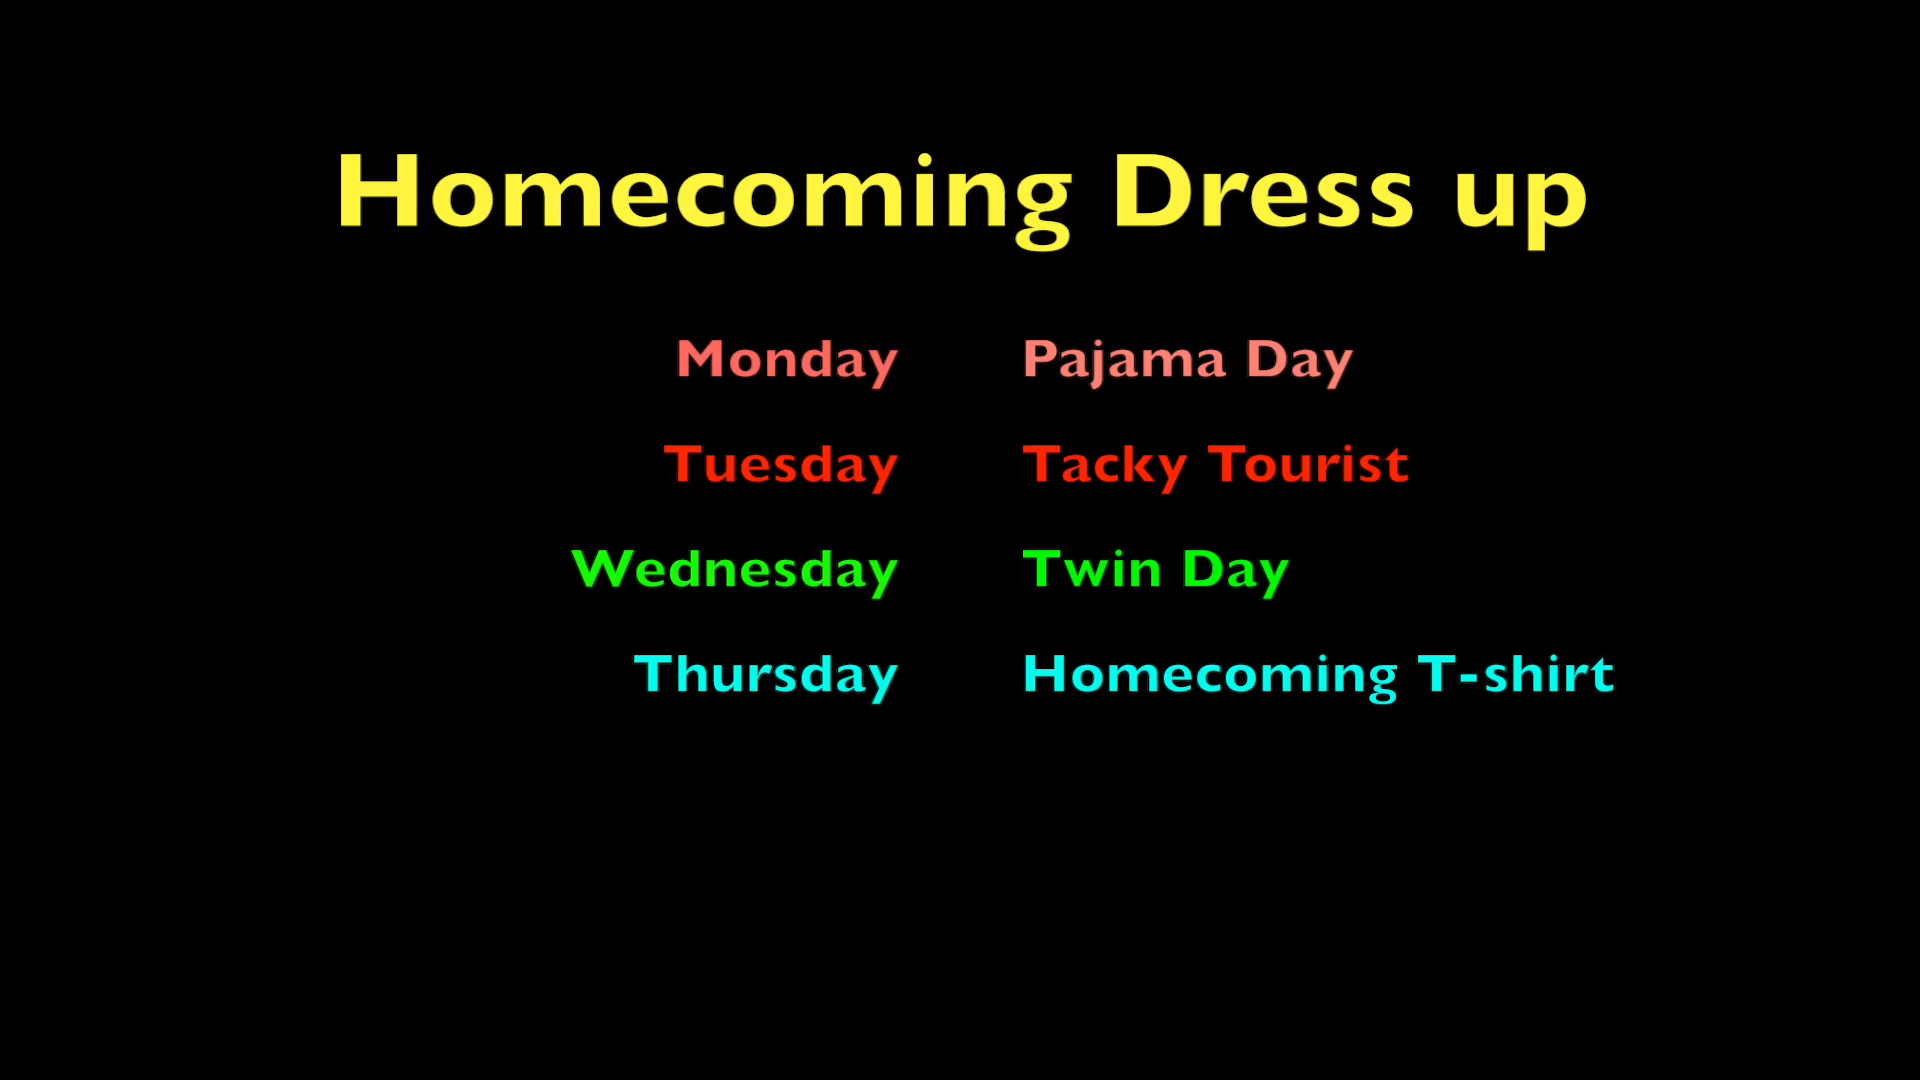 Homecoming Dress up
Monday Pajama Day
Tuesday Tacky Tourist
Wednesday Twin Day
Thursday Homecoming T-shirt